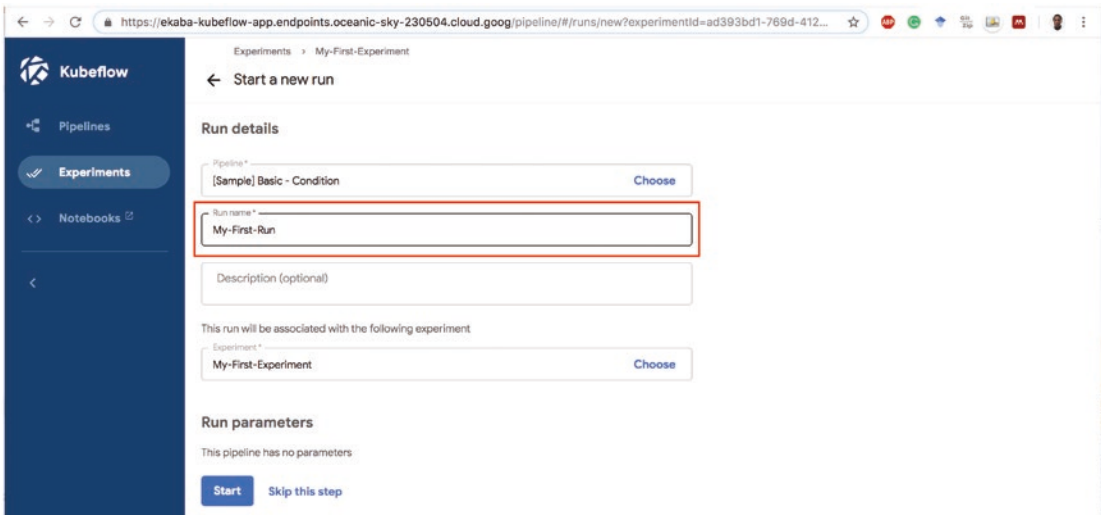 https://ekaba-kubeflow-app.endpoints.oceanic-sky-230504.cloud.goog/pipeline/#/runs/new?experimentId=ad393bd1-769d-412...
ABP
Kubeflow
Experiments > My-First-Experiment
← Start a new run
Pipelines
Experiments
Notebooks
Run details
Pipeline *
[Sample] Basic - Condition Choose
Run name *
My-First-Run
Description (optional)
This run will be associated with the following experiment
Experiment *
My-First-Experiment Choose
Run parameters
This pipeline has no parameters
Start Skip this step